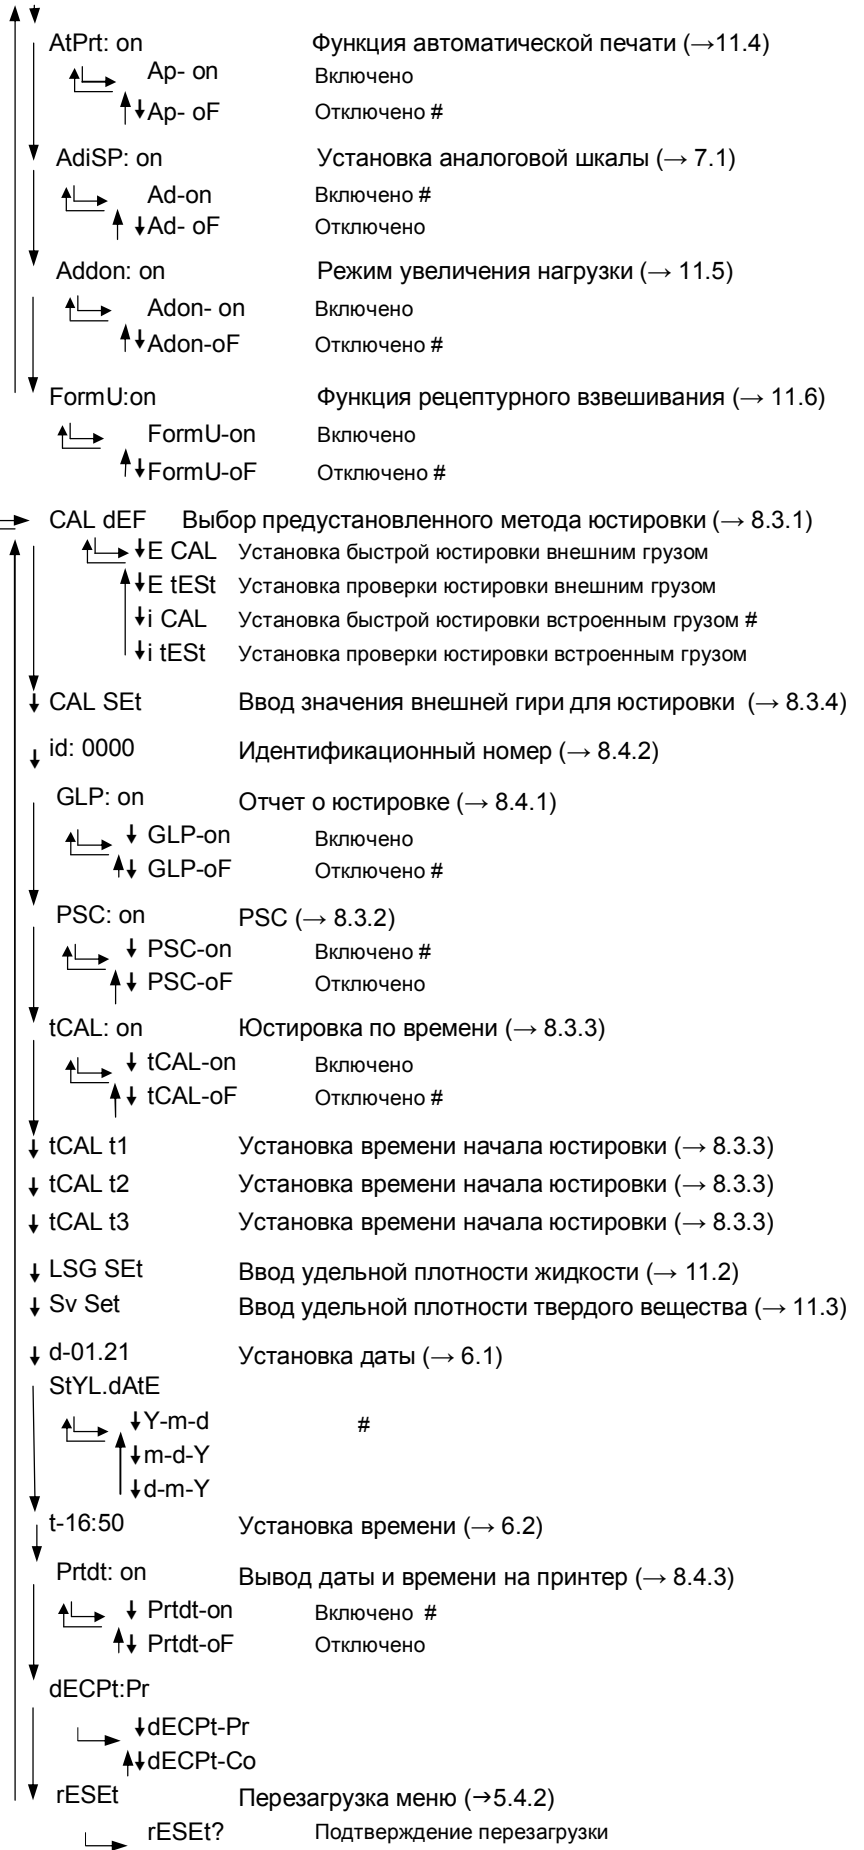 AtPrt: on Функция автоматической печати (→11.4)
Ap- on Включено
Ap- oF Отключено #
AdiSP: on Установка аналоговой шкалы (→ 7.1)
Ad-on Включено #
Ad- oF Отключено
Addon: on Режим увеличения нагрузки (→ 11.5)
Adon- on Включено
Adon-oF Отключено #
FormU:on Функция рецептурного взвешивания (→ 11.6)
FormU-on Включено
FormU-oF Отключено #
CAL dEF Выбор предустановленного метода юстировки (→ 8.3.1)
E CAL Установка быстрой юстировки внешним грузом
E tESt Установка проверки юстировки внешним грузом
i CAL Установка быстрой юстировки встроенным грузом #
i tESt Установка проверки юстировки встроенным грузом
CAL SEt Ввод значения внешней гири для юстировки (→ 8.3.4)
id: 0000 Идентификационный номер (→ 8.4.2)
GLP: on Отчет о юстировке (→ 8.4.1)
GLP-on Включено
GLP-oF Отключено #
PSC: on PSC (→ 8.3.2)
PSC-on Включено #
PSC-oF Отключено
tCAL: on Юстировка по времени (→ 8.3.3)
tCAL-on Включено
tCAL-oF Отключено #
tCAL t1 Установка времени начала юстировки (→ 8.3.3)
tCAL t2 Установка времени начала юстировки (→ 8.3.3)
tCAL t3 Установка времени начала юстировки (→ 8.3.3)
LSG SEt Ввод удельной плотности жидкости (→ 11.2)
Sv Set Ввод удельной плотности твердого вещества (→ 11.3)
d-01.21 Установка даты (→ 6.1)
StYL.dAtE
Y-m-d #
m-d-Y
d-m-Y
t-16:50 Установка времени (→ 6.2)
Prtdt: on Вывод даты и времени на принтер (→ 8.4.3)
Prtdt-on Включено #
Prtdt-oF Отключено
dECPt:Pr
dECPt-Pr
dECPt-Co
rESEt Перезагрузка меню (→5.4.2)
rESEt? Подтверждение перезагрузки